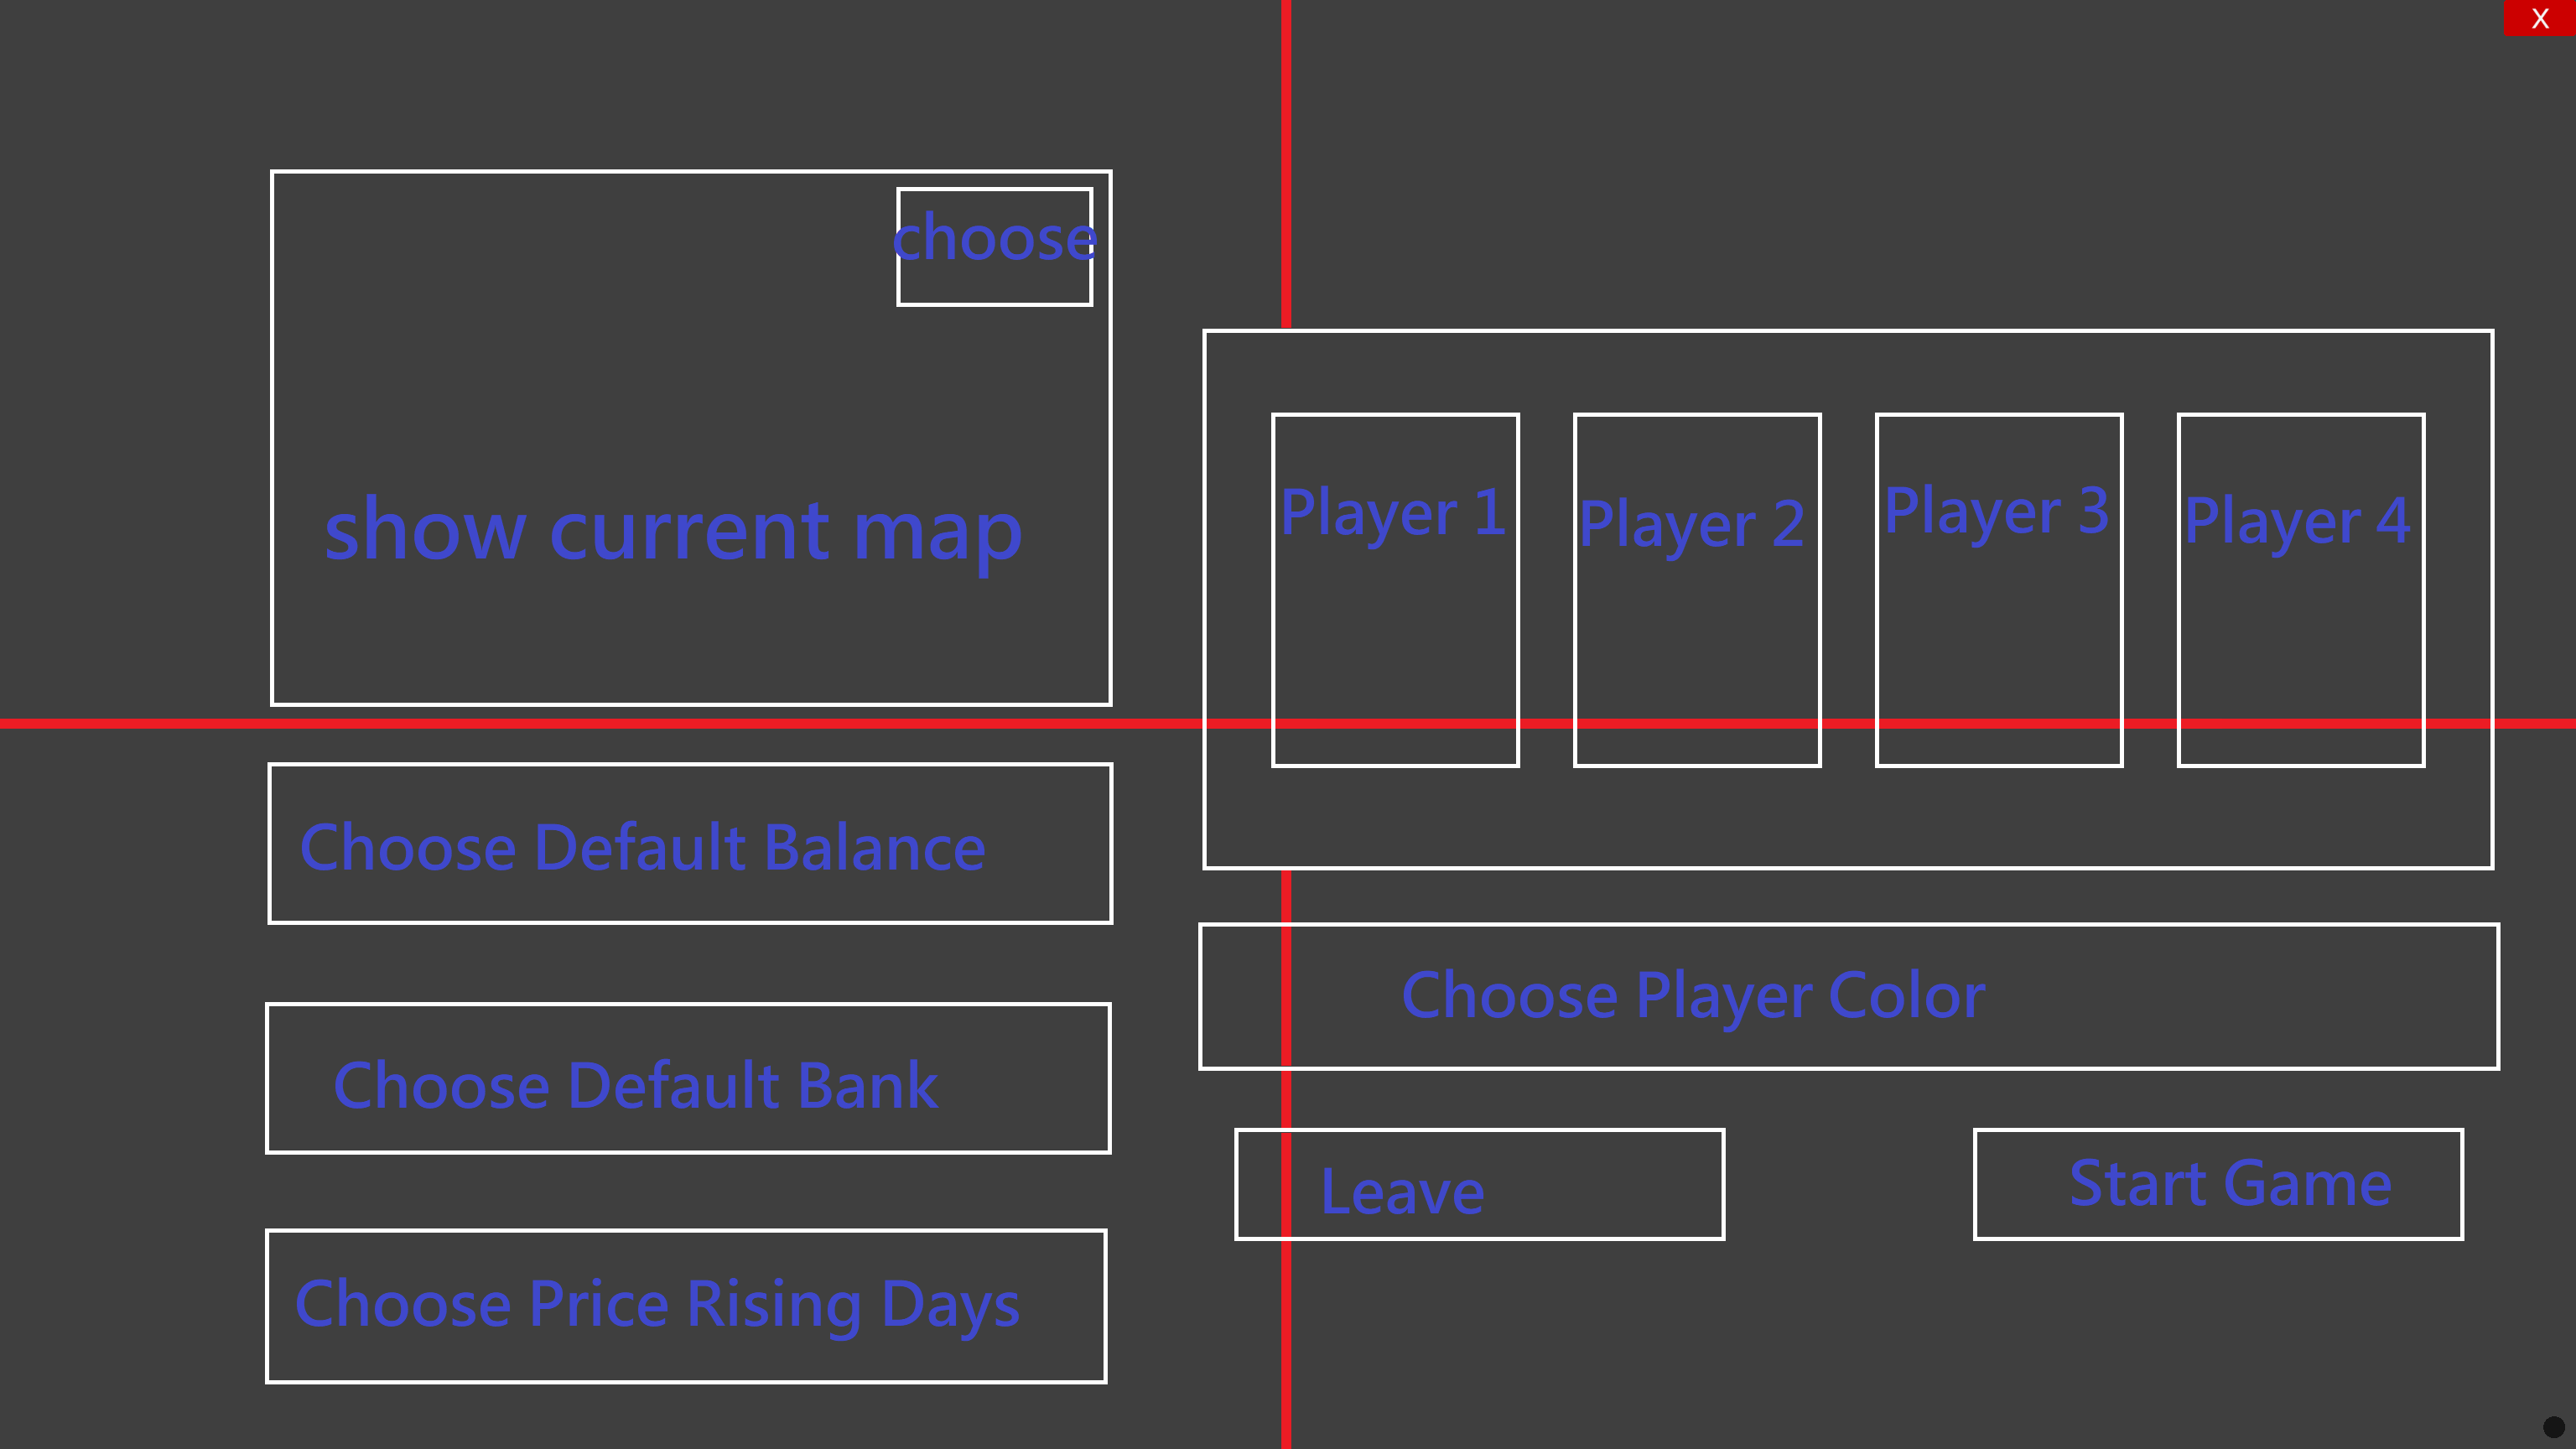 X
choose
show current map
Player 1
Player 2
Player 3
Player 4
Choose Default Balance
Choose Player Color
Choose Default Bank
Leave
Start Game
Choose Price Rising Days